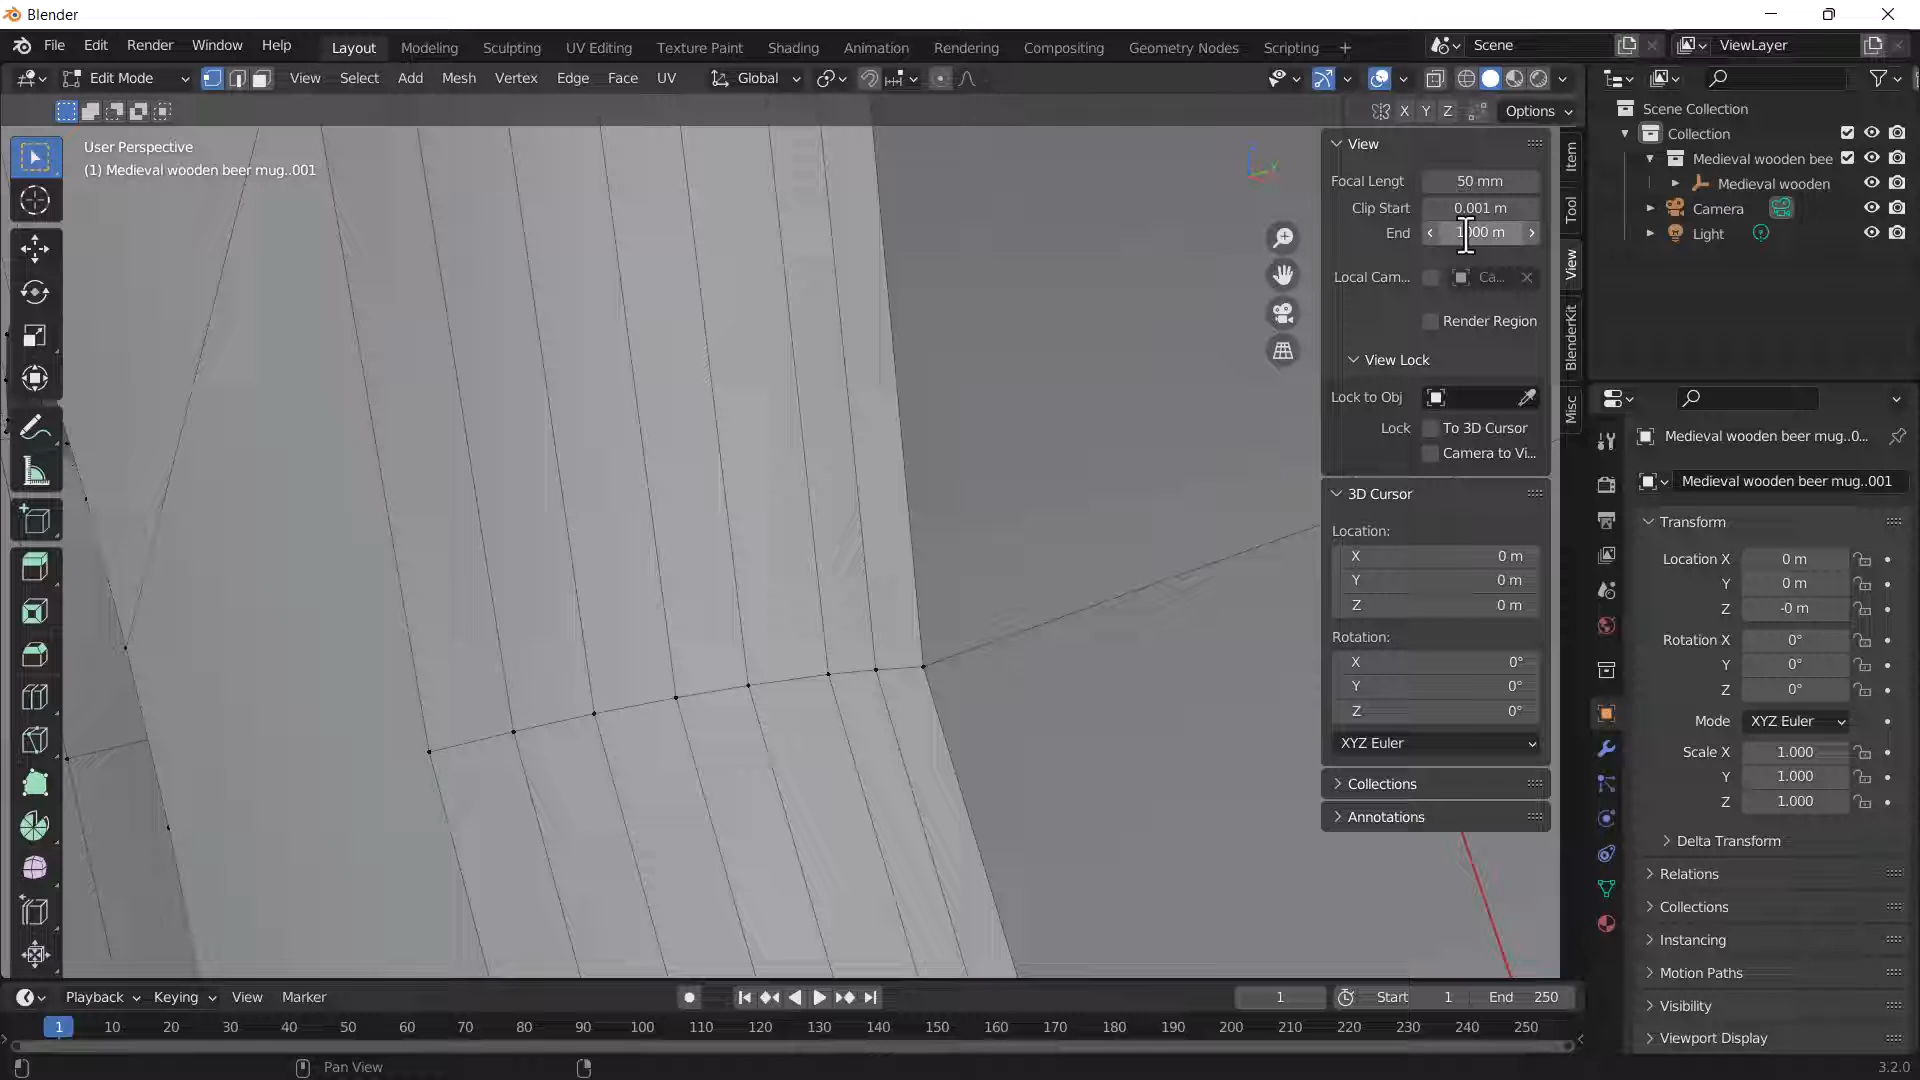 Blender
File Edit Render Window Help
Layout Modeling Sculpting UV Editing Texture Paint Shading Animation Rendering Compositing Geometry Nodes Scripting +
Scene
ViewLayer
Edit Mode
View Select Add Mesh Vertex Edge Face UV
Global
X Y Z
Options
User Perspective
(1) Medieval wooden beer mug..001
View
Focal Lengt 50 mm
Clip Start 0.001 m
End 1000 m
Local Cam... Ca...
Render Region
View Lock
Lock to Obj
Lock To 3D Cursor
Camera to Vi...
3D Cursor
Location:
X 0 m
Y 0 m
Z 0 m
Rotation:
X 0°
Y 0°
Z 0°
XYZ Euler
Collections
Annotations
Item
Tool
View
BlenderKit
Misc
Scene Collection
Collection
Medieval wooden bee
Medieval wooden
Camera
Light
Medieval wooden beer mug..0...
Medieval wooden beer mug..001
Transform
Location X 0 m
Y 0 m
Z -0 m
Rotation X 0°
Y 0°
Z 0°
Mode XYZ Euler
Scale X 1.000
Y 1.000
Z 1.000
Delta Transform
Relations
Collections
Instancing
Motion Paths
Visibility
Viewport Display
Playback Keying View Marker
1 Start 1 End 250
1 10 20 30 40 50 60 70 80 90 100 110 120 130 140 150 160 170 180 190 200 210 220 230 240 250
Pan View
3.2.0